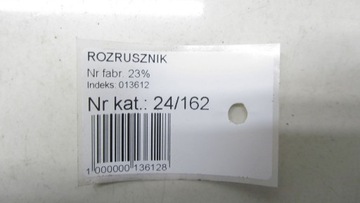 ROZRUSZNIK
Nr fabr. 23%
Indeks: 013612
Nr kat.: 24/162
1 000000 136128